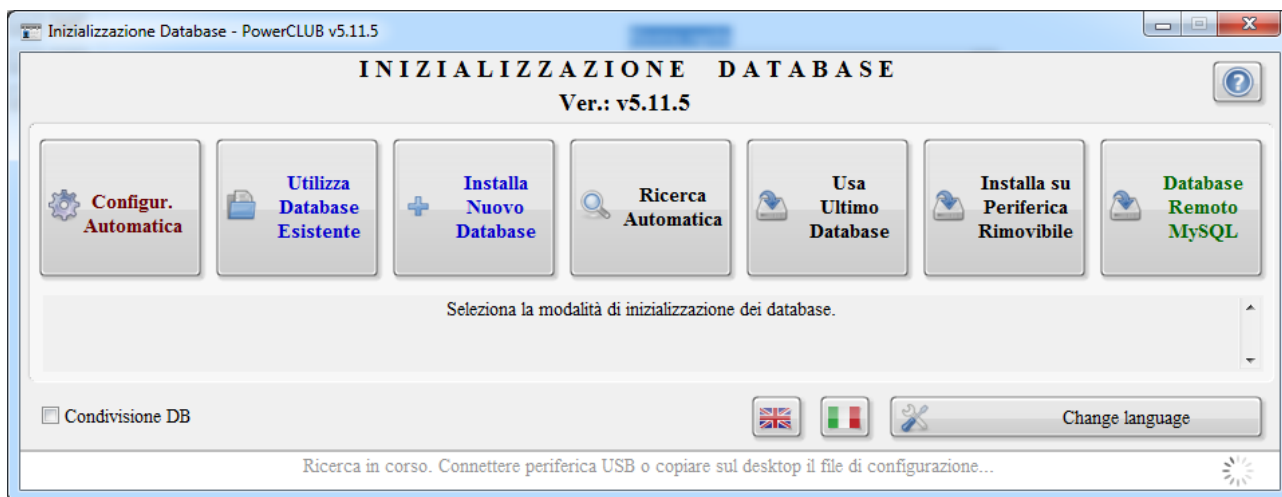 Inizializzazione Database - PowerCLUB v5.11.5
INIZIALIZZAZIONE DATABASE
Ver.: v5.11.5
Configur.
Automatica
Utilizza
Database
Esistente
Installa
Nuovo
Database
Ricerca
Automatica
Usa
Ultimo
Database
Installa su
Periferica
Rimovibile
Database
Remoto
MySQL
Seleziona la modalità di inizializzazione dei database.
Condivisione DB
Change language
Ricerca in corso. Connettere periferica USB o copiare sul desktop il file di configurazione...